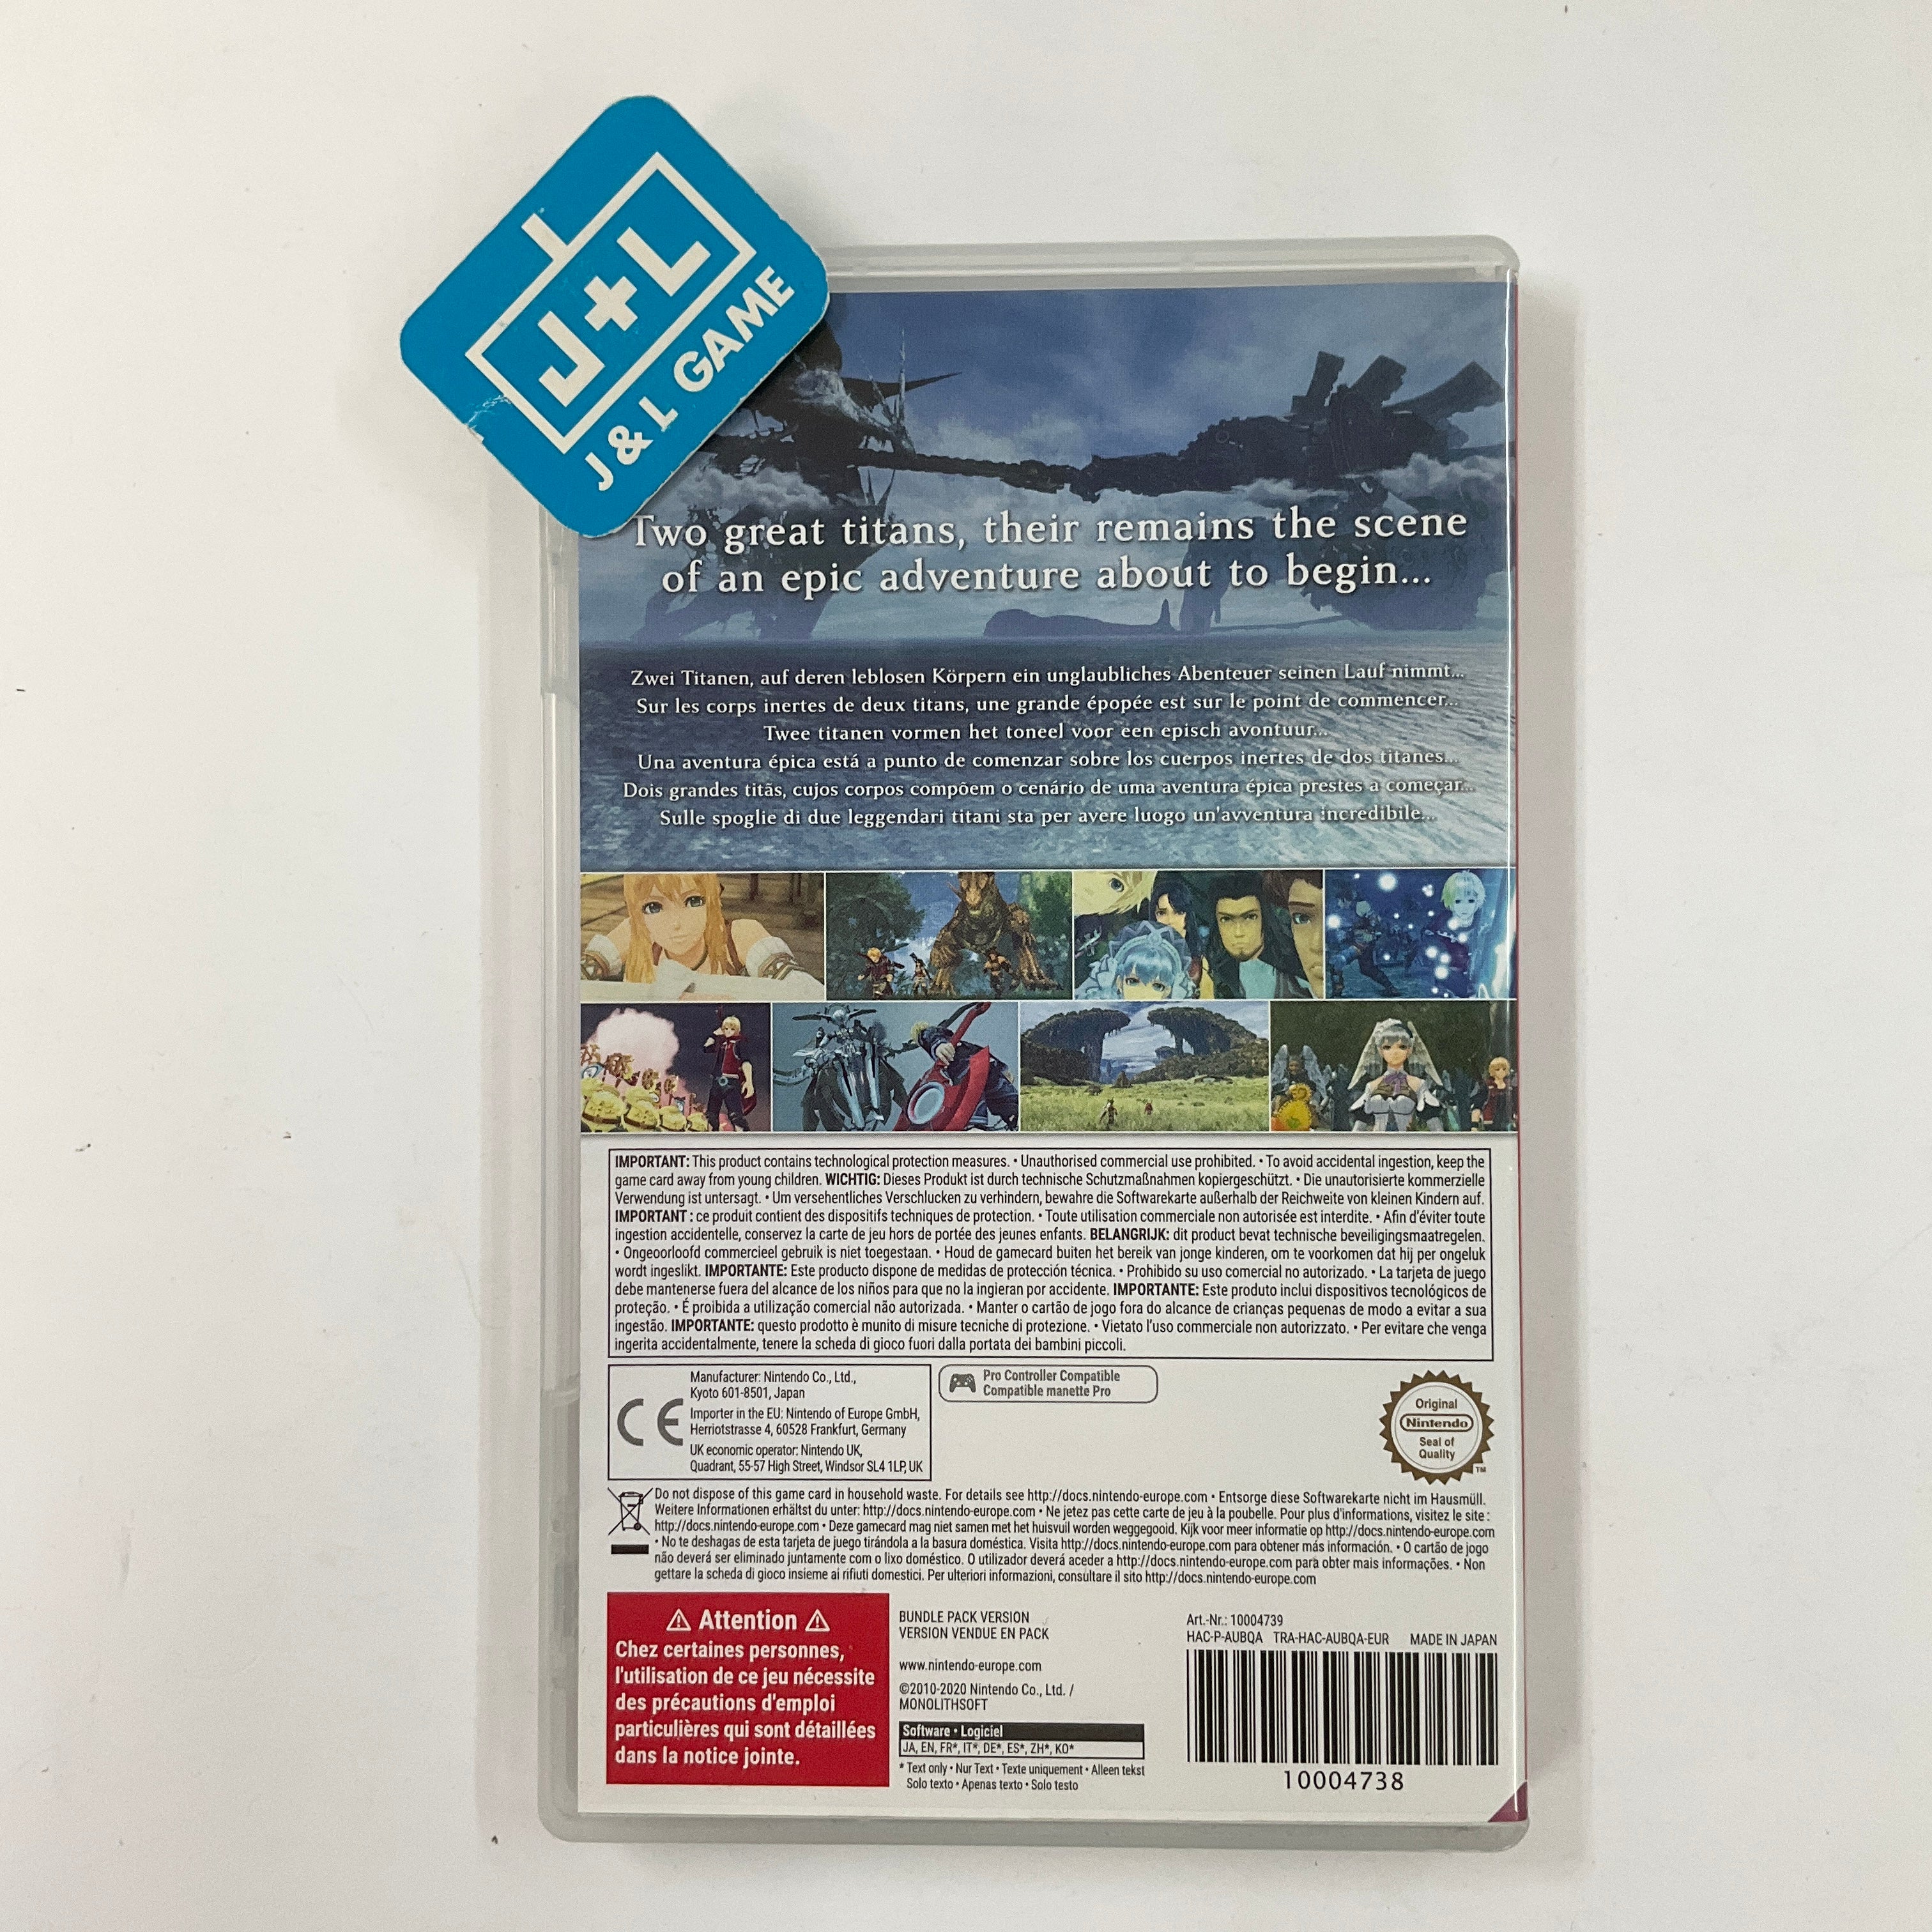 J+L
J & L GAME
Two great titans, their remains the scene
of an epic adventure about to begin...
Zwei Titanen, auf deren leblosen Körpern ein unglaubliches Abenteuer seinen Lauf nimmt...
Sur les corps inertes de deux titans, une grande épopée est sur le point de commencer...
Twee titanen vormen het toneel voor een episch avontuur...
Una aventura épica está a punto de comenzar sobre los cuerpos inertes de dos titanes...
Dois grandes titãs, cujos corpos compõem o cenário de uma aventura épica prestes a começar...
Sulle spoglie di due leggendari titani sta per avere luogo un'avventura incredibile...
IMPORTANT: This product contains technological protection measures. • Unauthorised commercial use prohibited. • To avoid accidental ingestion, keep the
game card away from young children. WICHTIG: Dieses Produkt ist durch technische Schutzmaßnahmen kopiergeschützt. • Die unautorisierte kommerzielle
Verwendung ist untersagt. • Um versehentliches Verschlucken zu verhindern, bewahre die Softwarekarte außerhalb der Reichweite von kleinen Kindern auf.
IMPORTANT : ce produit contient des dispositifs techniques de protection. • Toute utilisation commerciale non autorisée est interdite. • Afin d'éviter toute
ingestion accidentelle, conservez la carte de jeu hors de portée des jeunes enfants. BELANGRIJK: dit product bevat technische beveiligingsmaatregelen.
• Ongeoorloofd commercieel gebruik is niet toegestaan. • Houd de gamecard buiten het bereik van jonge kinderen, om te voorkomen dat hij per ongeluk
wordt ingeslikt. IMPORTANTE: Este producto dispone de medidas de protección técnica. • Prohibido su uso comercial no autorizado. • La tarjeta de juego
debe mantenerse fuera del alcance de los niños para que no la ingieran por accidente. IMPORTANTE: Este produto inclui dispositivos tecnológicos de
proteção. • É proibida a utilização comercial não autorizada. • Manter o cartão de jogo fora do alcance de crianças pequenas de modo a evitar a sua
ingestão. IMPORTANTE: questo prodotto è munito di misure tecniche di protezione. • Vietato l'uso commerciale non autorizzato. • Per evitare che venga
ingerita accidentalmente, tenere la scheda di gioco fuori dalla portata dei bambini piccoli.
CE
Manufacturer: Nintendo Co., Ltd.,
Kyoto 601-8501, Japan
Importer in the EU: Nintendo of Europe GmbH,
Herriotstrasse 4, 60528 Frankfurt, Germany
UK economic operator: Nintendo UK,
Quadrant, 55-57 High Street, Windsor SL4 1LP, UK
Pro Controller Compatible
Compatible manette Pro
Original
Nintendo
Seal of
Quality
TM
Do not dispose of this game card in household waste. For details see http://docs.nintendo-europe.com • Entsorge diese Softwarekarte nicht im Hausmüll.
Weitere Informationen erhältst du unter: http://docs.nintendo-europe.com • Ne jetez pas cette carte de jeu à la poubelle. Pour plus d'informations, visitez le site :
http://docs.nintendo-europe.com • Deze gamecard mag niet samen met het huisvuil worden weggegooid. Kijk voor meer informatie op http://docs.nintendo-europe.com
• No te deshagas de esta tarjeta de juego tirándola a la basura doméstica. Visita http://docs.nintendo-europe.com para obtener más información. • O cartão de jogo
não deverá ser eliminado juntamente com o lixo doméstico. O utilizador deverá aceder a http://docs.nintendo-europe.com para obter mais informações. • Non
gettare la scheda di gioco insieme ai rifiuti domestici. Per ulteriori informazioni, consultare il sito http://docs.nintendo-europe.com
Attention
Chez certaines personnes,
l'utilisation de ce jeu nécessite
des précautions d'emploi
particulières qui sont détaillées
dans la notice jointe.
BUNDLE PACK VERSION
VERSION VENDUE EN PACK
www.nintendo-europe.com
©2010-2020 Nintendo Co., Ltd. /
MONOLITHSOFT
Software • Logiciel
JA, EN, FR*, IT*, DE*, ES*, ZH*, KO*
* Text only • Nur Text • Texte uniquement • Alleen tekst
Solo texto • Apenas texto • Solo testo
Art.-Nr.: 10004739
HAC-P-AUBQA TRA-HAC-AUBQA-EUR MADE IN JAPAN
10004738